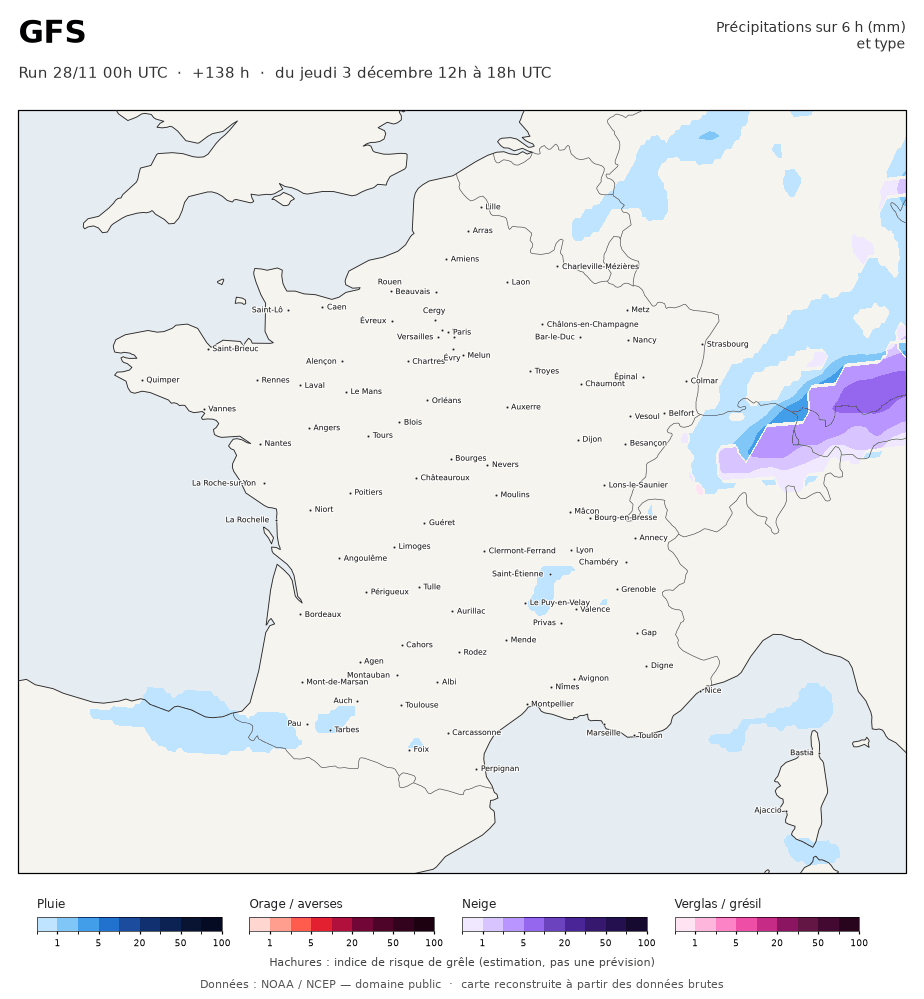 GFS
Précipitations sur 6 h (mm)
et type
Run 28/11 00h UTC · +138 h · du jeudi 3 décembre 12h à 18h UTC
Lille
Arras
Amiens
Charleville-Mézières
Rouen
Laon
Beauvais
Saint-Lô
Caen
Cergy
Metz
Évreux
Châlons-en-Champagne
Versailles
Paris
Bar-le-Duc
Nancy
Strasbourg
Saint-Brieuc
Alençon
Chartres
Évry
Melun
Quimper
Rennes
Laval
Le Mans
Troyes
Chaumont
Épinal
Colmar
Vannes
Orléans
Auxerre
Vesoul
Belfort
Angers
Blois
Tours
Nantes
Dijon
Besançon
Bourges
Nevers
La Roche-sur-Yon
Châteauroux
Lons-le-Saunier
Poitiers
Moulins
Niort
Mâcon
Bourg-en-Bresse
La Rochelle
Guéret
Annecy
Limoges
Clermont-Ferrand
Lyon
Angoulême
Chambéry
Saint-Étienne
Périgueux
Tulle
Grenoble
Le Puy-en-Velay
Valence
Bordeaux
Aurillac
Privas
Gap
Cahors
Mende
Rodez
Agen
Digne
Montauban
Mont-de-Marsan
Albi
Avignon
Nîmes
Nice
Auch
Toulouse
Montpellier
Pau
Tarbes
Carcassonne
Marseille
Toulon
Foix
Bastia
Perpignan
Ajaccio
Pluie
Orage / averses
Neige
Verglas / grésil
1 5 20 50 100
1 5 20 50 100
1 5 20 50 100
1 5 20 50 100
Hachures : indice de risque de grêle (estimation, pas une prévision)
Données : NOAA / NCEP — domaine public · carte reconstruite à partir des données brutes